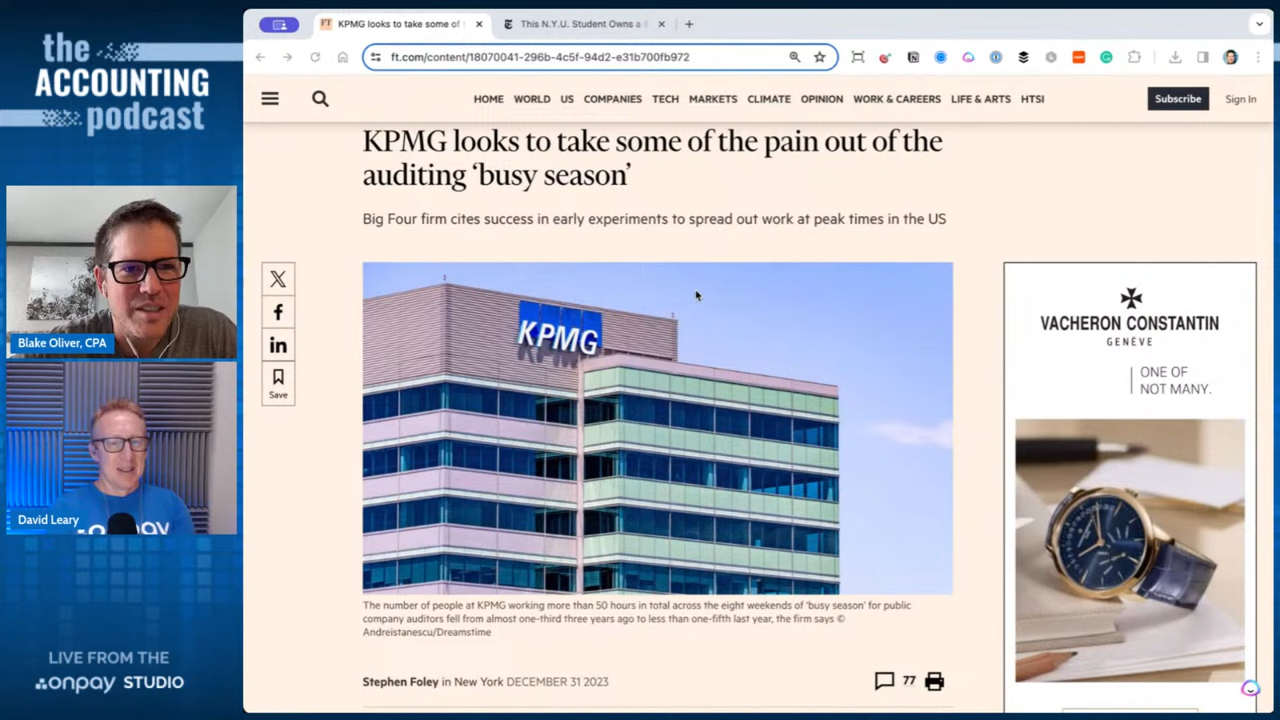 the
ACCOUNTING
podcast
Blake Oliver, CPA
David Leary
onpay
LIVE FROM THE
onpay STUDIO
KPMG looks to take some of
This N.Y.U. Student Owns a
ft.com/content/18070041-296b-4c5f-94d2-e31b700fb972
HOME WORLD US COMPANIES TECH MARKETS CLIMATE OPINION WORK & CAREERS LIFE & ARTS HTSI
Subscribe
Sign In
KPMG looks to take some of the pain out of the
auditing ‘busy season’
Big Four firm cites success in early experiments to spread out work at peak times in the US
Save
KPMG
The number of people at KPMG working more than 50 hours in total across the eight weekends of ‘busy season’ for public
company auditors fell from almost one-third three years ago to less than one-fifth last year, the firm says ©
Andreistanescu/Dreamstime
Stephen Foley in New York DECEMBER 31 2023
77
VACHERON CONSTANTIN
GENÈVE
ONE OF
NOT MANY.